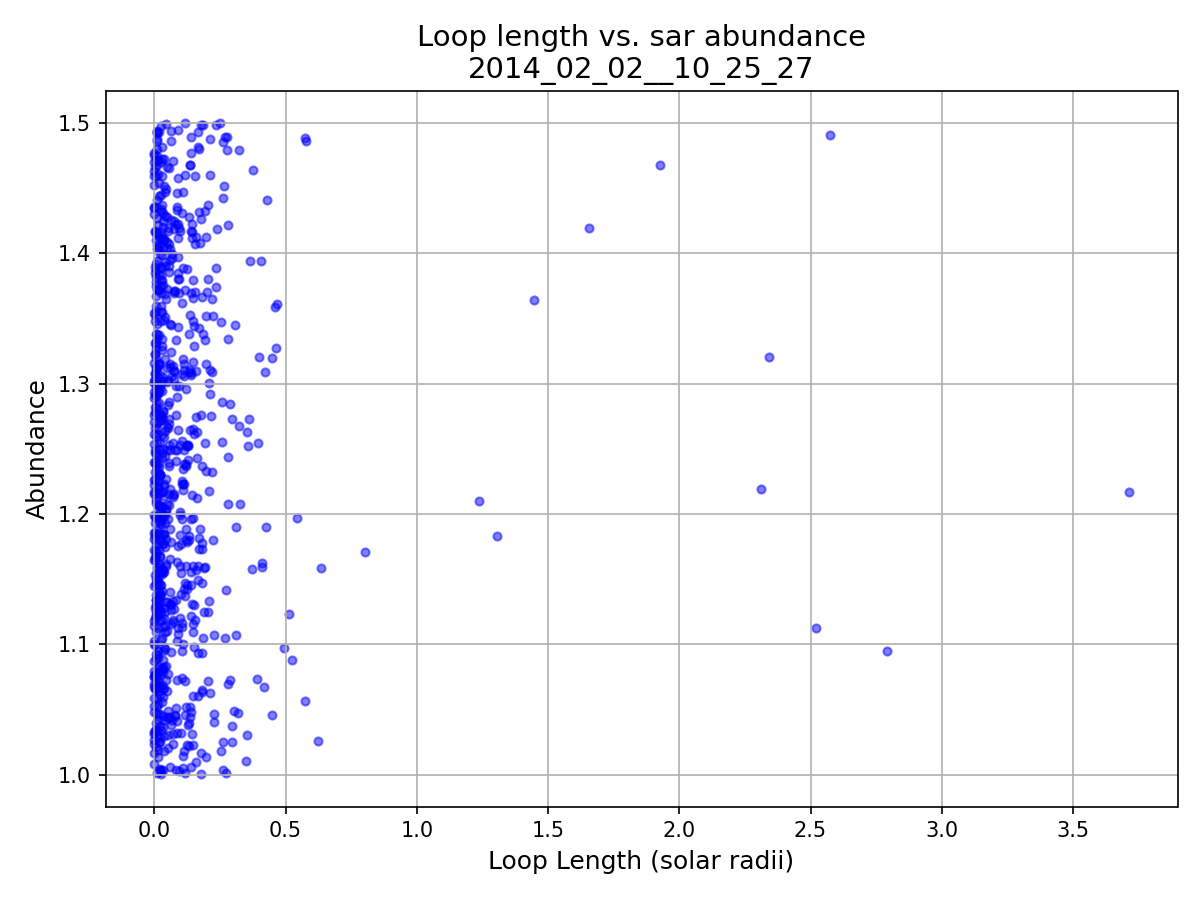 Loop length vs. sar abundance
2014_02_02__10_25_27
1.5
1.4
1.3
1.2
1.1
1.0
Abundance
0.0 0.5 1.0 1.5 2.0 2.5 3.0 3.5
Loop Length (solar radii)